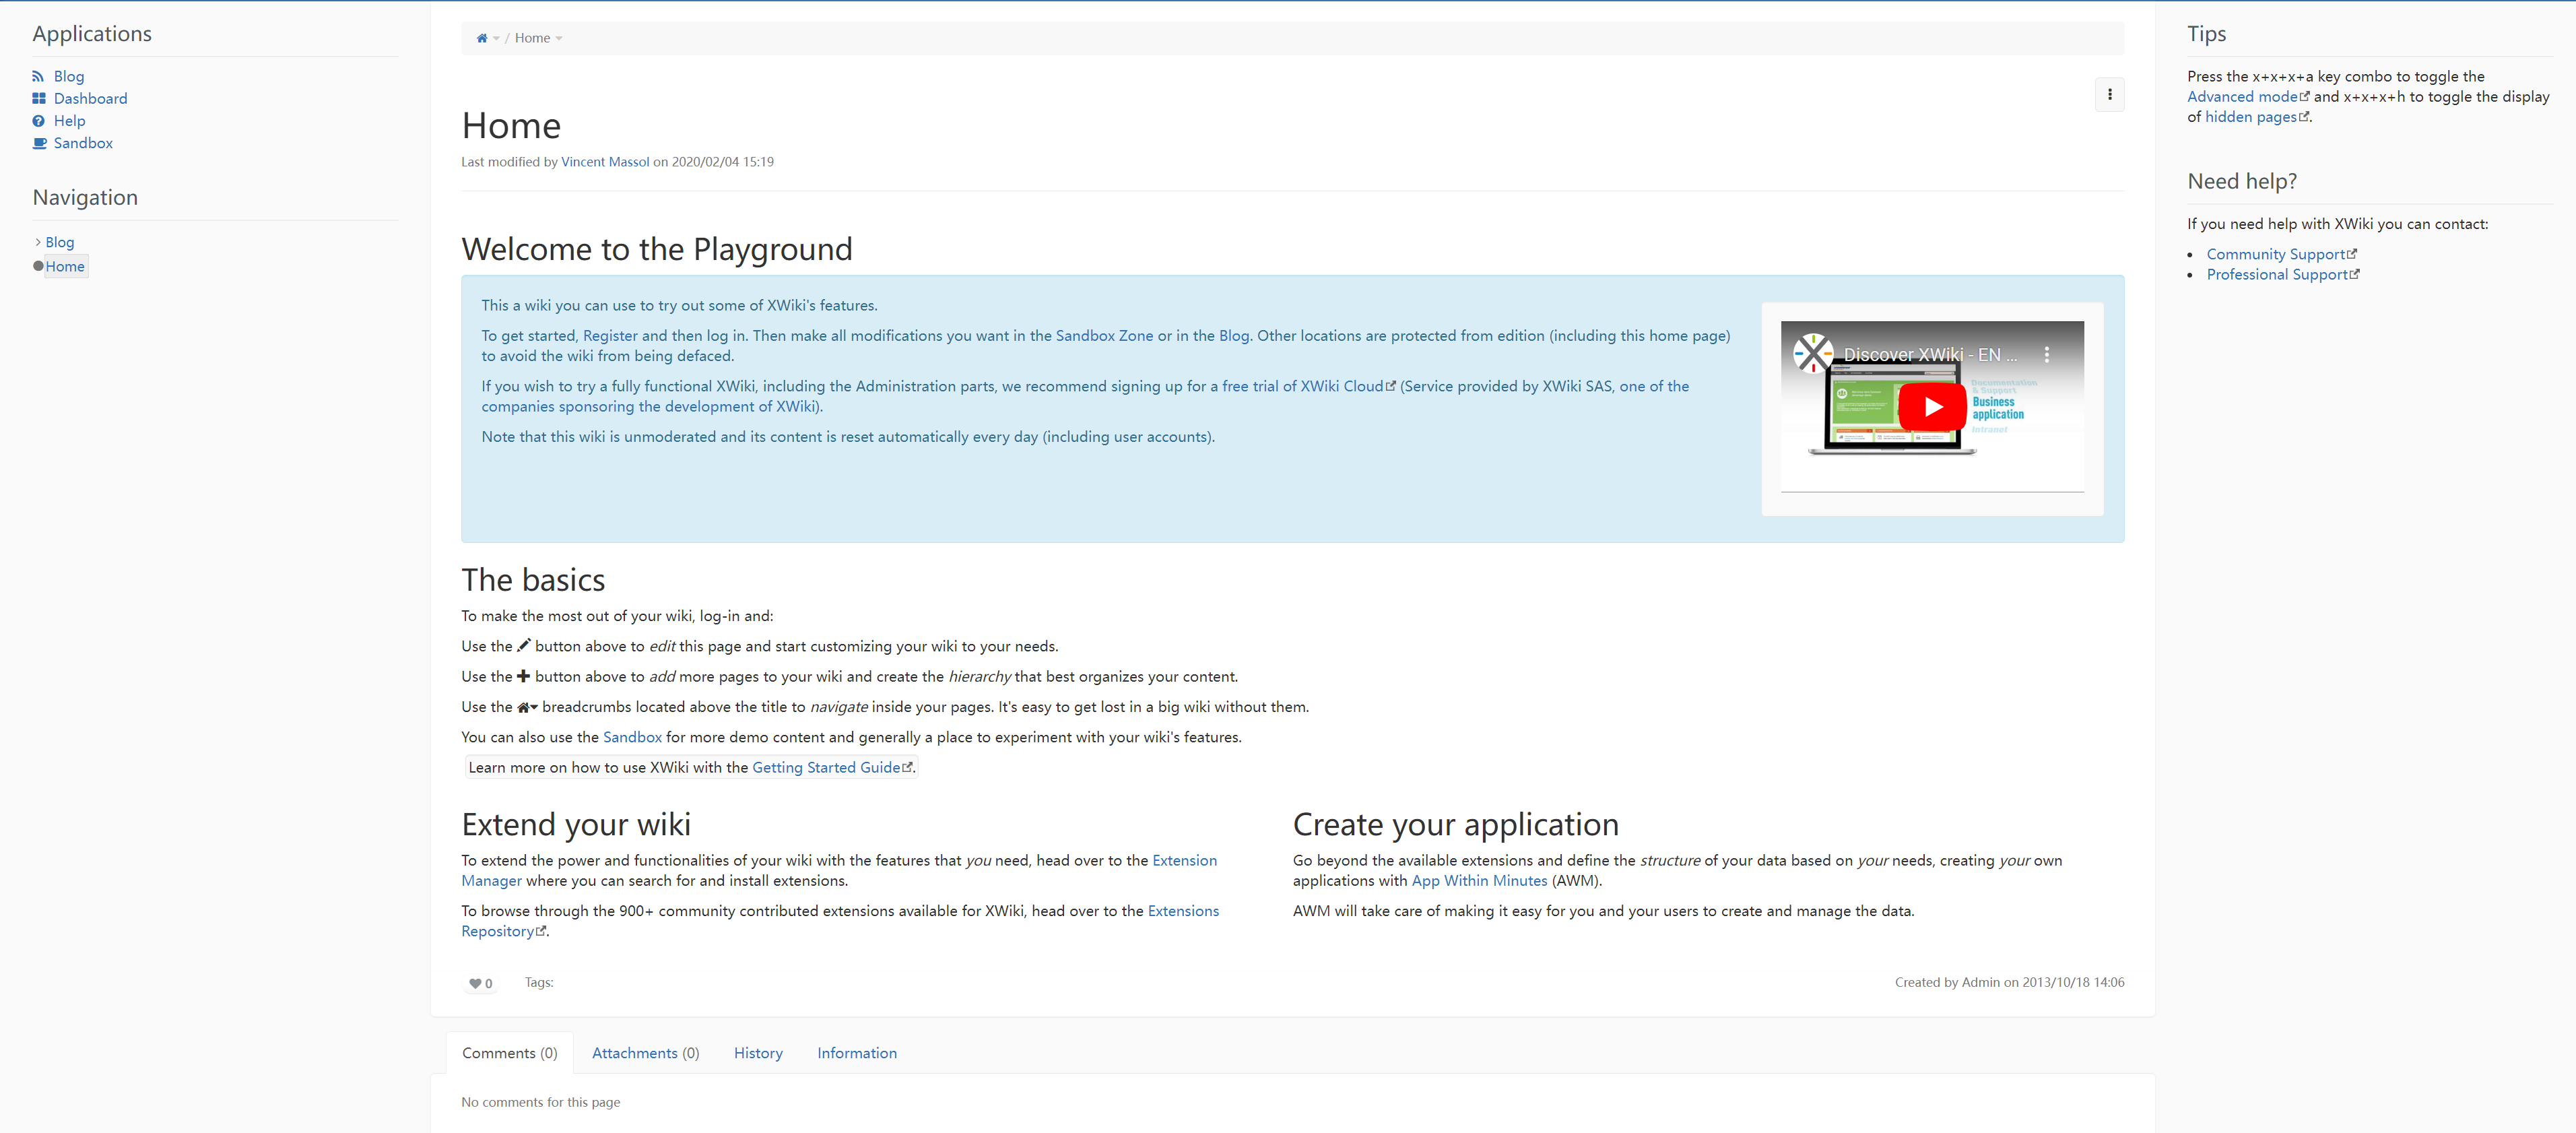 Applications
Blog
Dashboard
Help
Sandbox
Navigation
Blog
Home
/ Home
Home
Last modified by Vincent Massol on 2020/02/04 15:19
Welcome to the Playground
This a wiki you can use to try out some of XWiki's features.
To get started, Register and then log in. Then make all modifications you want in the Sandbox Zone or in the Blog. Other locations are protected from edition (including this home page)
to avoid the wiki from being defaced.
If you wish to try a fully functional XWiki, including the Administration parts, we recommend signing up for a free trial of XWiki Cloud (Service provided by XWiki SAS, one of the
companies sponsoring the development of XWiki).
Note that this wiki is unmoderated and its content is reset automatically every day (including user accounts).
Discover XWiki - EN ...
Documentation
& Support
Business
application
Intranet
The basics
To make the most out of your wiki, log-in and:
Use the button above to edit this page and start customizing your wiki to your needs.
Use the button above to add more pages to your wiki and create the hierarchy that best organizes your content.
Use the breadcrumbs located above the title to navigate inside your pages. It's easy to get lost in a big wiki without them.
You can also use the Sandbox for more demo content and generally a place to experiment with your wiki's features.
Learn more on how to use XWiki with the Getting Started Guide.
Extend your wiki
To extend the power and functionalities of your wiki with the features that you need, head over to the Extension
Manager where you can search for and install extensions.
To browse through the 900+ community contributed extensions available for XWiki, head over to the Extensions
Repository.
Create your application
Go beyond the available extensions and define the structure of your data based on your needs, creating your own
applications with App Within Minutes (AWM).
AWM will take care of making it easy for you and your users to create and manage the data.
0
Tags:
Created by Admin on 2013/10/18 14:06
Comments (0)
Attachments (0)
History
Information
No comments for this page
Tips
Press the x+x+x+a key combo to toggle the
Advanced mode and x+x+x+h to toggle the display
of hidden pages.
Need help?
If you need help with XWiki you can contact:
Community Support
Professional Support